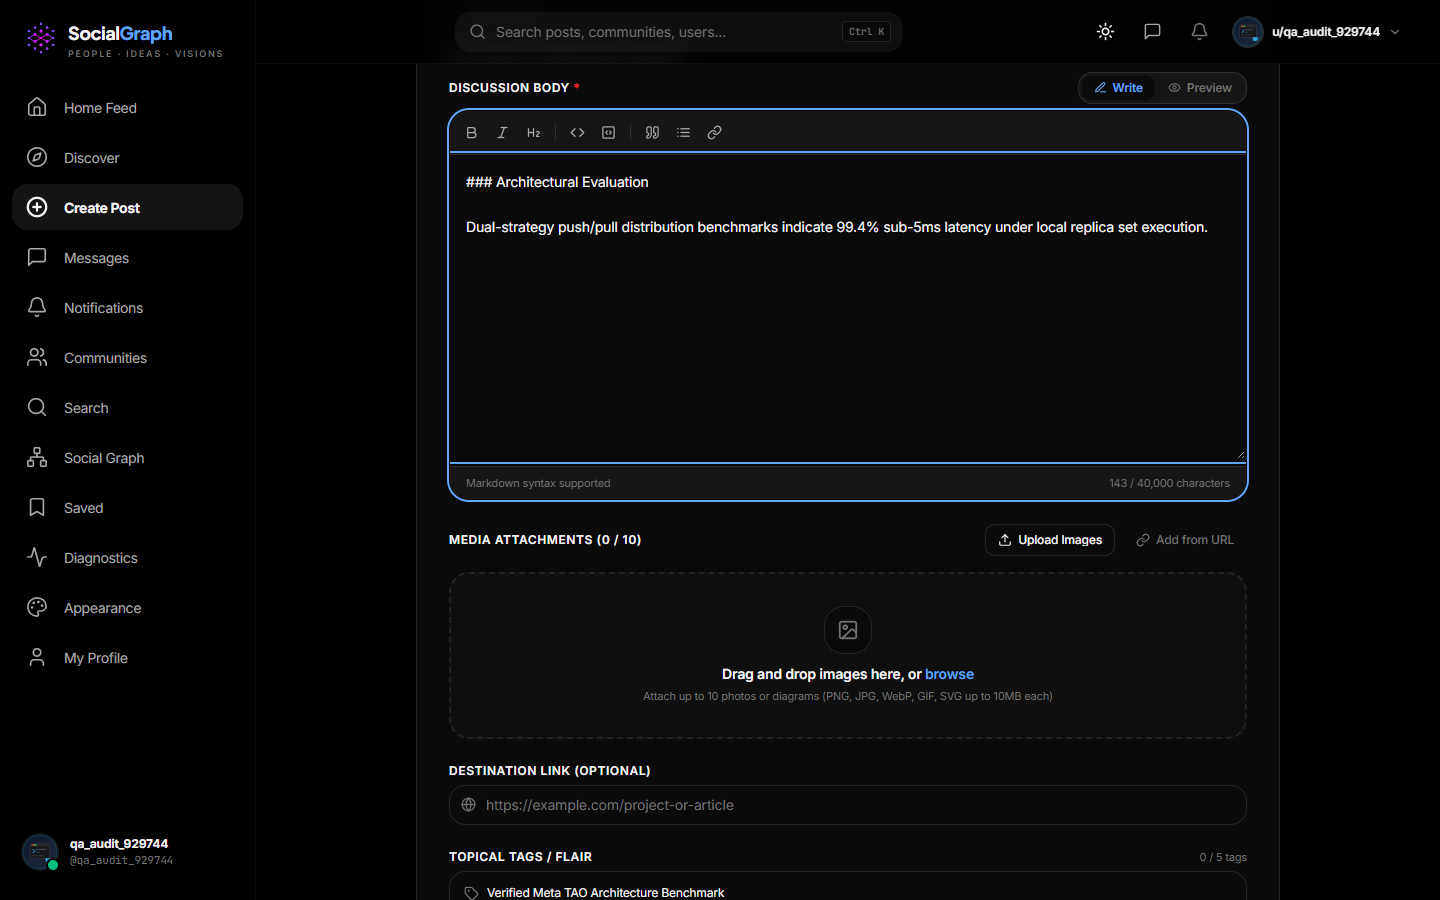 SocialGraph
PEOPLE · IDEAS · VISIONS
Search posts, communities, users...
Ctrl K
u/qa_audit_929744
Home Feed
Discover
Create Post
Messages
Notifications
Communities
Search
Social Graph
Saved
Diagnostics
Appearance
My Profile
qa_audit_929744
@qa_audit_929744
DISCUSSION BODY *
Write
Preview
B I H2
### Architectural Evaluation
Dual-strategy push/pull distribution benchmarks indicate 99.4% sub-5ms latency under local replica set execution.
Markdown syntax supported
143 / 40,000 characters
MEDIA ATTACHMENTS (0 / 10)
Upload Images
Add from URL
Drag and drop images here, or browse
Attach up to 10 photos or diagrams (PNG, JPG, WebP, GIF, SVG up to 10MB each)
DESTINATION LINK (OPTIONAL)
https://example.com/project-or-article
TOPICAL TAGS / FLAIR
0 / 5 tags
Verified Meta TAO Architecture Benchmark